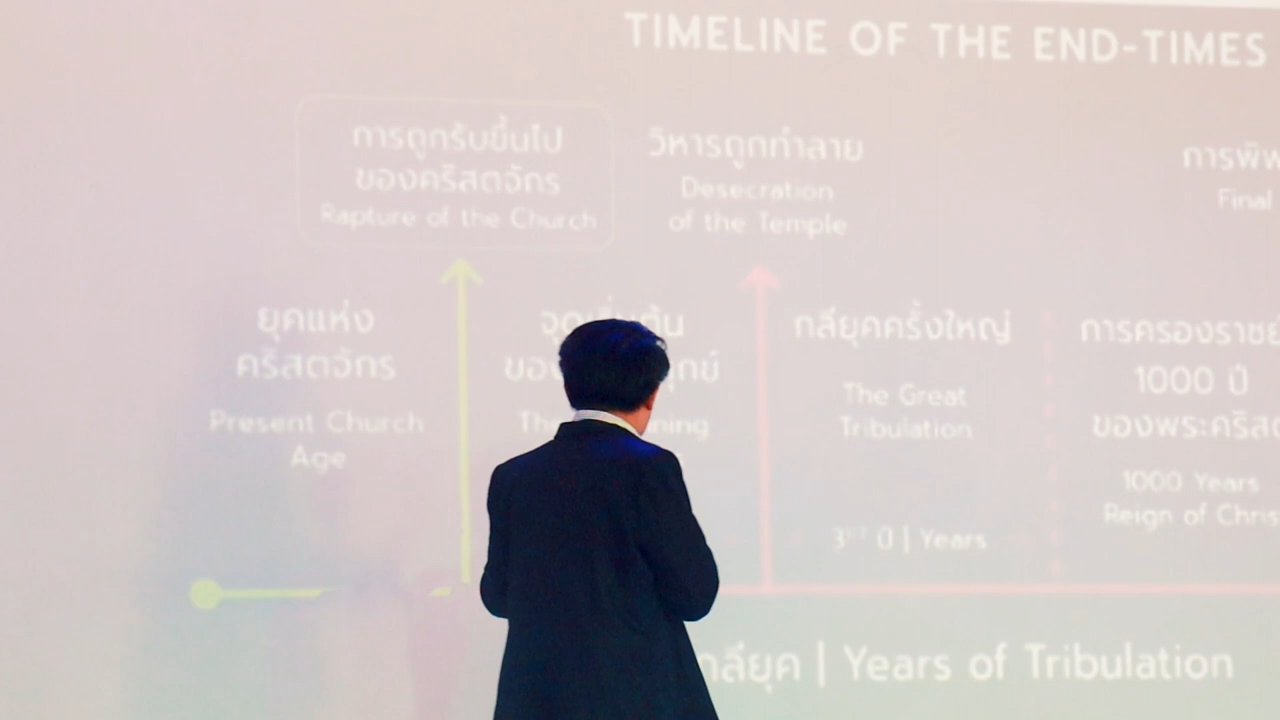 TIMELINE OF THE END-TIMES
การถูกรับขึ้นไป
ของคริสตจักร
Rapture of the Church
วิหารถูกทำลาย
Desecration
of the Temple
Final
ยุคแห่ง
คริสตจักร
Present Church
Age
กลียุคครั้งใหญ่
The Great
Tribulation
ปี | Years
1000 ปี
1000 Years
Reign of
| Years of Tribulation